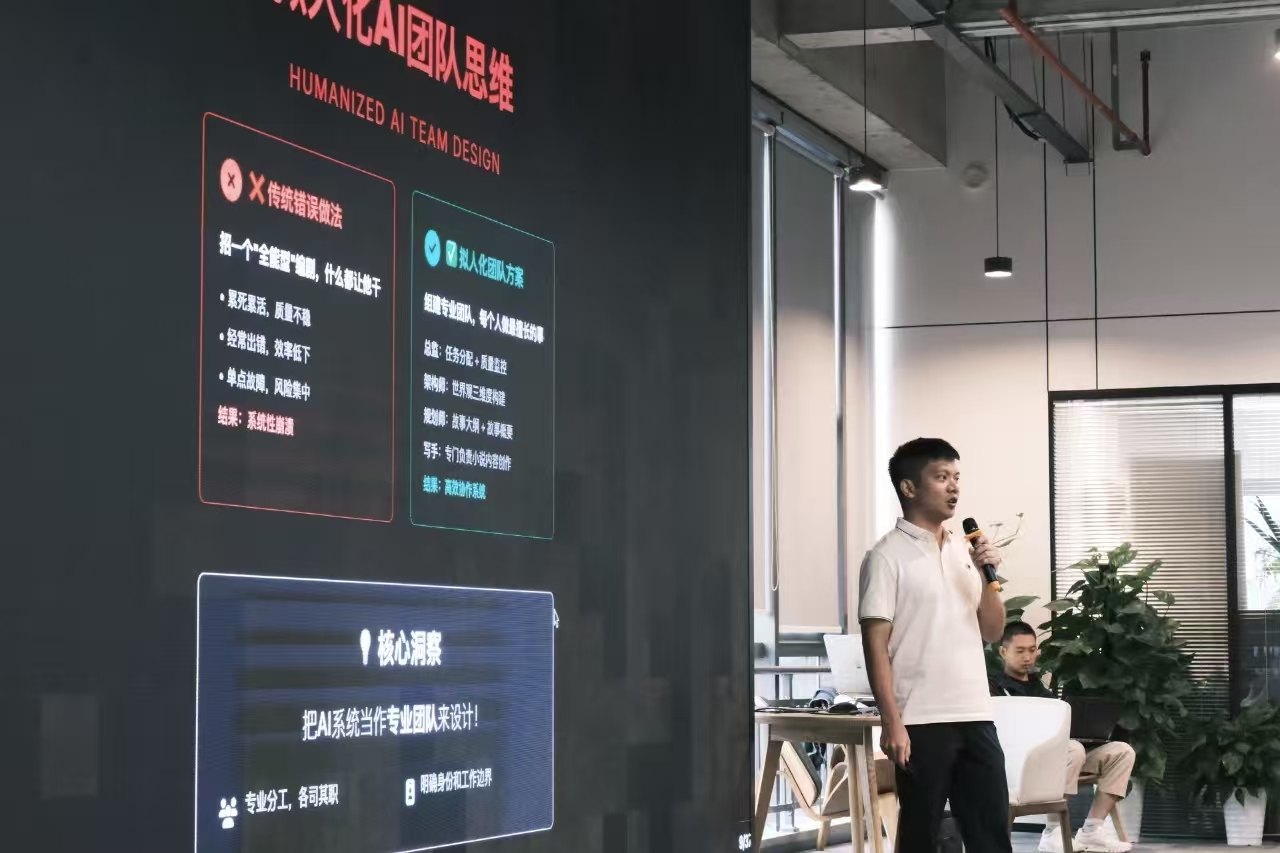 拟人化AI团队思维
HUMANIZED AI TEAM DESIGN
❌传统错误做法
招一个"全能型"编剧，什么都让他干
• 累死累活，质量不稳
• 经常出错，效率低下
• 单点故障，风险集中
结果：系统性崩溃
✅拟人化团队方案
组建专业团队，每个人做最擅长的事
总监：任务分配 + 质量监控
架构师：世界观三维度构建
规划师：故事大纲 + 故事概要
写手：专门负责小说内容创作
结果：高效协作系统
核心洞察
把AI系统当作专业团队来设计！
专业分工，各司其职
明确身份和工作边界